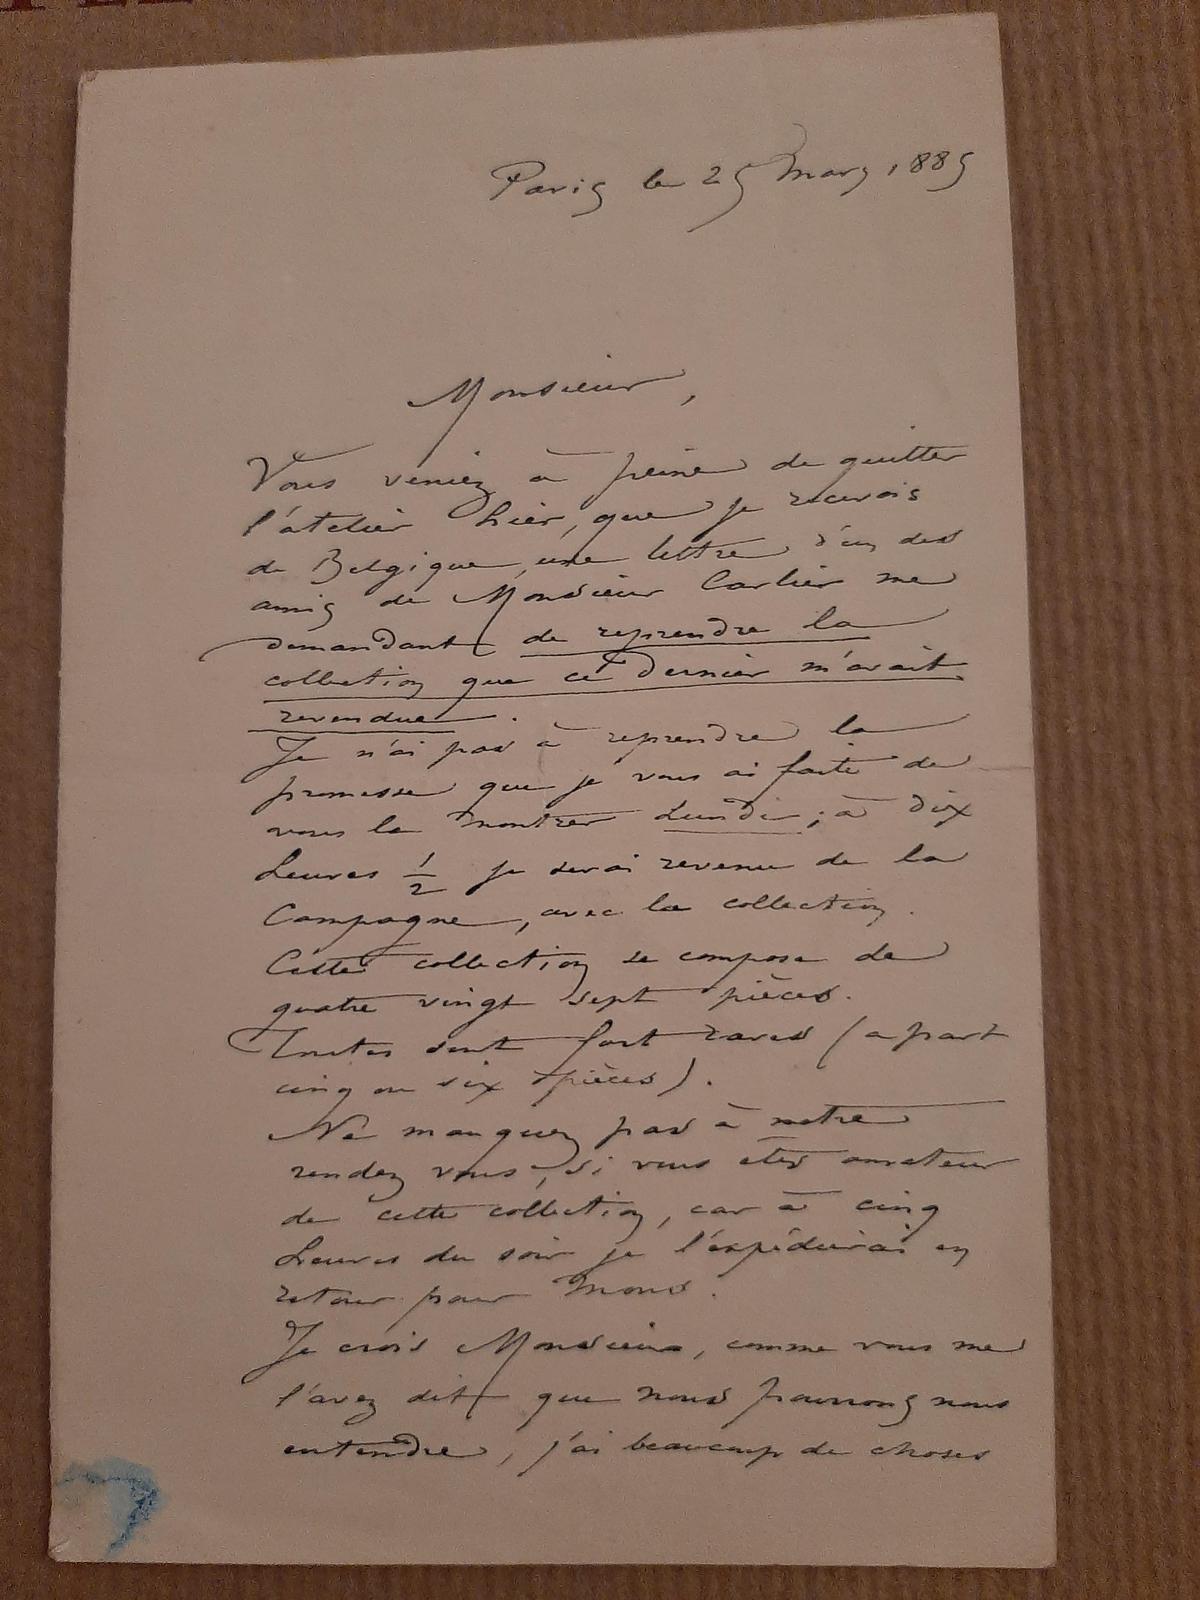 Paris le 25 Mars 1885
Monsieur,
Vous veniez à peine de quitter
l'atelier hier, que je recevais
de Belgique, une lettre d'un des
amis de Monsieur Carlier me
demandant de reprendre la
collection que ce dernier m'avait
revendue.
Je n'ai pas à reprendre la
promesse que je vous ai faite de
vous la montrer Lundi; à dix
heures ½ je serai revenu de la
Campagne, avec la collection.
Cette collection se compose de
quatre vingt sept pièces.
Toutes sont fort rares (a part
cinq ou six pièces).
Ne manquez pas à notre
rendez vous, si vous etes amateur
de cette collection, car à cinq
heures du soir je l'expédierai en
retour pour Mons.
Je crois Monsieur, comme vous me
l'avez dit que nous pourrons nous
entendre, j'ai beaucoup de choses